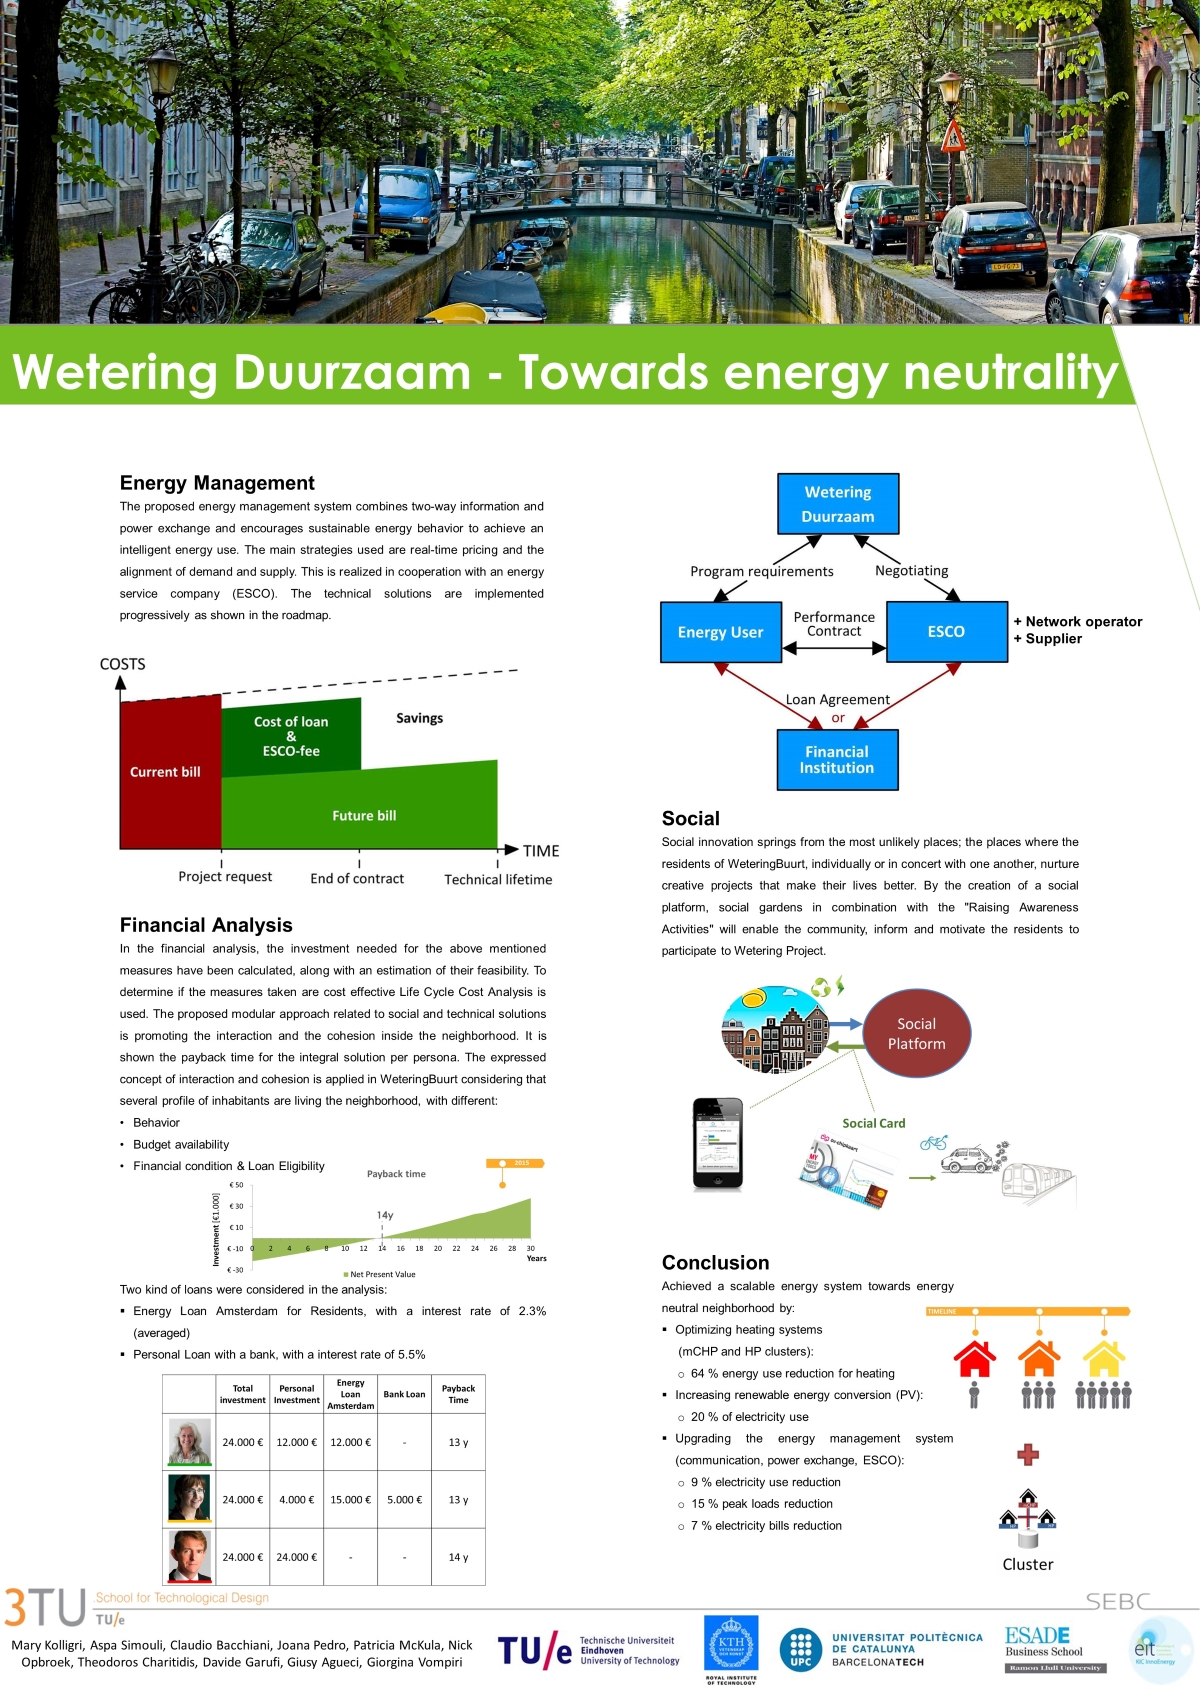 Wetering Duurzaam - Towards energy neutrality
Energy Management
The proposed energy management system combines two-way information and
power exchange and encourages sustainable energy behavior to achieve an
intelligent energy use. The main strategies used are real-time pricing and the
alignment of demand and supply. This is realized in cooperation with an energy
service company (ESCO). The technical solutions are implemented
progressively as shown in the roadmap.
COSTS
Current bill
Cost of loan
&
ESCO-fee
Savings
Future bill
TIME
Project request
End of contract
Technical lifetime
Financial Analysis
In the financial analysis, the investment needed for the above mentioned
measures have been calculated, along with an estimation of their feasibility. To
determine if the measures taken are cost effective Life Cycle Cost Analysis is
used. The proposed modular approach related to social and technical solutions
is promoting the interaction and the cohesion inside the neighborhood. It is
shown the payback time for the integral solution per persona. The expressed
concept of interaction and cohesion is applied in WeteringBuurt considering that
several profile of inhabitants are living the neighborhood, with different:
• Behavior
• Budget availability
• Financial condition & Loan Eligibility
2015
Payback time
Investment [€1.000]
€ 50
€ 30
€ 10
€ -10
€ -30
14y
0 2 4 6 8 10 12 14 16 18 20 22 24 26 28 30
Years
Net Present Value
Two kind of loans were considered in the analysis:
▪ Energy Loan Amsterdam for Residents, with a interest rate of 2.3%
(averaged)
▪ Personal Loan with a bank, with a interest rate of 5.5%
Total investment Personal Investment Energy Loan Amsterdam Bank Loan Payback Time
24.000 € 12.000 € 12.000 € - 13 y
24.000 € 4.000 € 15.000 € 5.000 € 13 y
24.000 € 24.000 € - - 14 y
Wetering
Duurzaam
Program requirements
Negotiating
Energy User
Performance
Contract
ESCO
+ Network operator
+ Supplier
Loan Agreement
or
Financial
Institution
Social
Social innovation springs from the most unlikely places; the places where the
residents of WeteringBuurt, individually or in concert with one another, nurture
creative projects that make their lives better. By the creation of a social
platform, social gardens in combination with the "Raising Awareness
Activities" will enable the community, inform and motivate the residents to
participate to Wetering Project.
Social
Platform
Social Card
ov-chipkaart
MY
Conclusion
Achieved a scalable energy system towards energy
neutral neighborhood by:
▪ Optimizing heating systems
(mCHP and HP clusters):
o 64 % energy use reduction for heating
▪ Increasing renewable energy conversion (PV):
o 20 % of electricity use
▪ Upgrading the energy management system
(communication, power exchange, ESCO):
o 9 % electricity use reduction
o 15 % peak loads reduction
o 7 % electricity bills reduction
TIMELINE
Cluster
3TU .School for Technological Design
TU/e
SEBC
Mary Kolligri, Aspa Simouli, Claudio Bacchiani, Joana Pedro, Patricia McKula, Nick
Opbroek, Theodoros Charitidis, Davide Garufi, Giusy Agueci, Giorgina Vompiri
TU/e
Technische Universiteit
Eindhoven
University of Technology
KTH
VETENSKAP
OCH KONST
ROYAL INSTITUTE
OF TECHNOLOGY
UPC
UNIVERSITAT POLITÈCNICA
DE CATALUNYA
BARCELONATECH
ESADE
Business School
Ramon Llull University
eit
KIC InnoEnergy